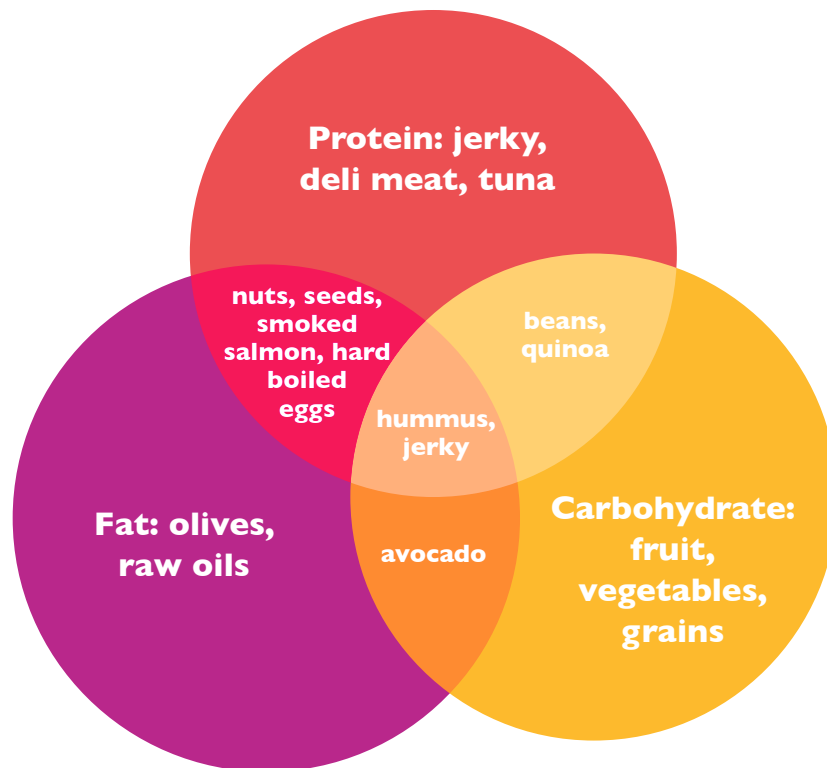 Protein: jerky,
deli meat, tuna
nuts, seeds,
smoked
salmon, hard
boiled
eggs
beans,
quinoa
hummus,
jerky
Fat: olives,
raw oils
avocado
Carbohydrate:
fruit,
vegetables,
grains